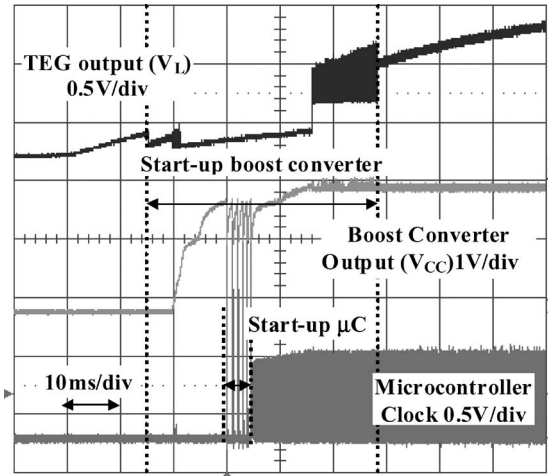 TEG output (VL)
0.5V/div
Start-up boost converter
Boost Converter
Output (VCC)1V/div
Start-up μC
10ms/div
Microcontroller
Clock 0.5V/div